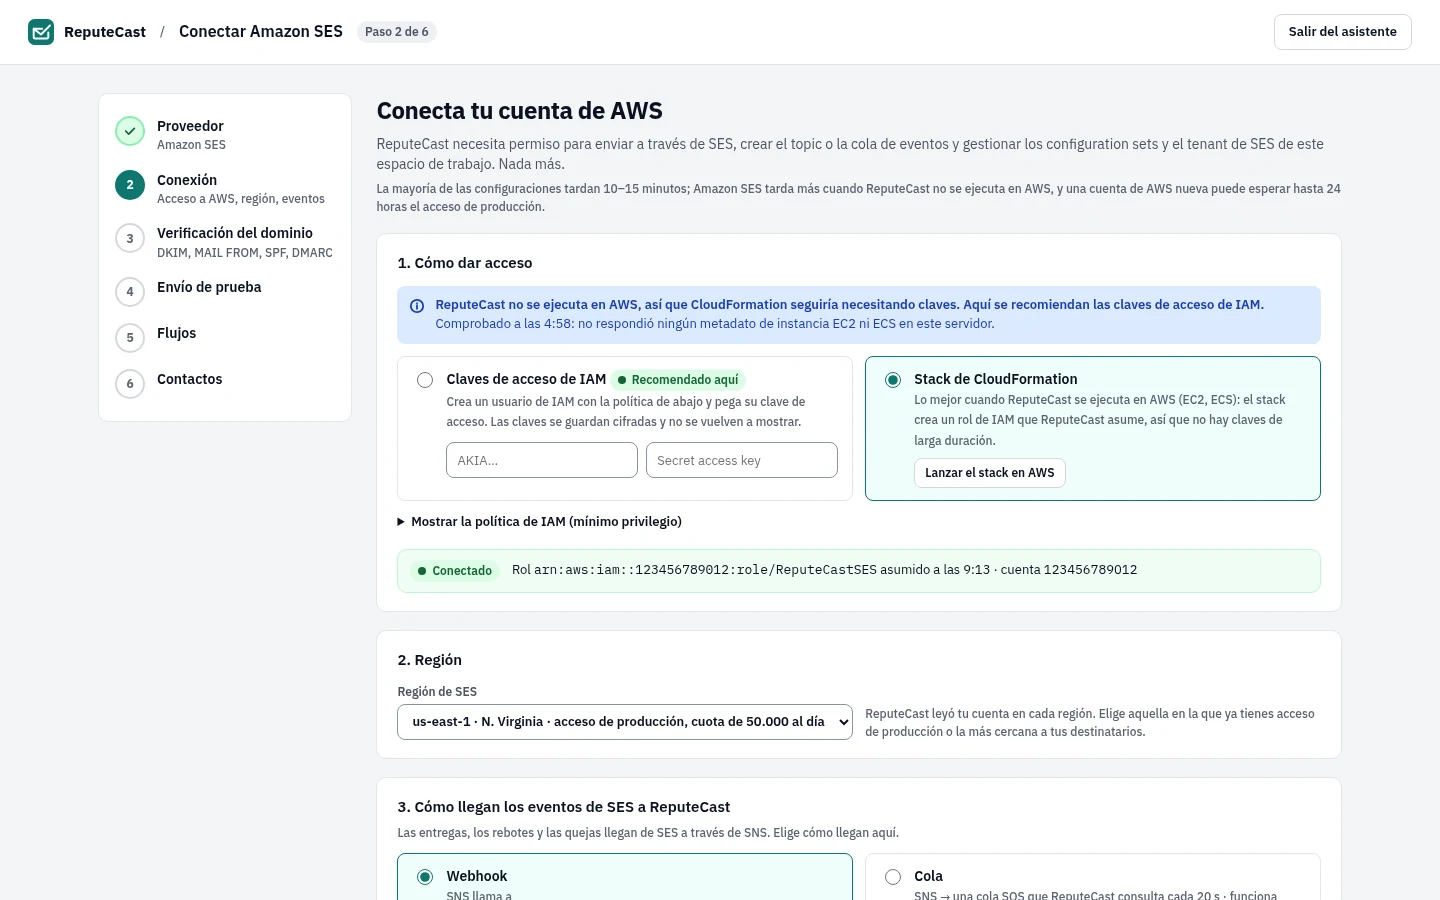 ReputeCast / Conectar Amazon SES Paso 2 de 6
Salir del asistente
Proveedor
Amazon SES
2 Conexión
Acceso a AWS, región, eventos
3 Verificación del dominio
DKIM, MAIL FROM, SPF, DMARC
4 Envío de prueba
5 Flujos
6 Contactos
Conecta tu cuenta de AWS
ReputeCast necesita permiso para enviar a través de SES, crear el topic o la cola de eventos y gestionar los configuration sets y el tenant de SES de este
espacio de trabajo. Nada más.
La mayoría de las configuraciones tardan 10–15 minutos; Amazon SES tarda más cuando ReputeCast no se ejecuta en AWS, y una cuenta de AWS nueva puede esperar hasta 24
horas el acceso de producción.
1. Cómo dar acceso
ReputeCast no se ejecuta en AWS, así que CloudFormation seguiría necesitando claves. Aquí se recomiendan las claves de acceso de IAM.
Comprobado a las 4:58: no respondió ningún metadato de instancia EC2 ni ECS en este servidor.
Claves de acceso de IAM Recomendado aquí
Crea un usuario de IAM con la política de abajo y pega su clave de
acceso. Las claves se guardan cifradas y no se vuelven a mostrar.
AKIA... Secret access key
Stack de CloudFormation
Lo mejor cuando ReputeCast se ejecuta en AWS (EC2, ECS): el stack
crea un rol de IAM que ReputeCast asume, así que no hay claves de
larga duración.
Lanzar el stack en AWS
Mostrar la política de IAM (mínimo privilegio)
Conectado Rol arn:aws:iam::123456789012:role/ReputeCastSES asumido a las 9:13 · cuenta 123456789012
2. Región
Región de SES
us-east-1 · N. Virginia · acceso de producción, cuota de 50.000 al día
ReputeCast leyó tu cuenta en cada región. Elige aquella en la que ya tienes acceso
de producción o la más cercana a tus destinatarios.
3. Cómo llegan los eventos de SES a ReputeCast
Las entregas, los rebotes y las quejas llegan de SES a través de SNS. Elige cómo llegan aquí.
Webhook
SNS llama a
Cola
SNS → una cola SQS que ReputeCast consulta cada 20 s · funciona